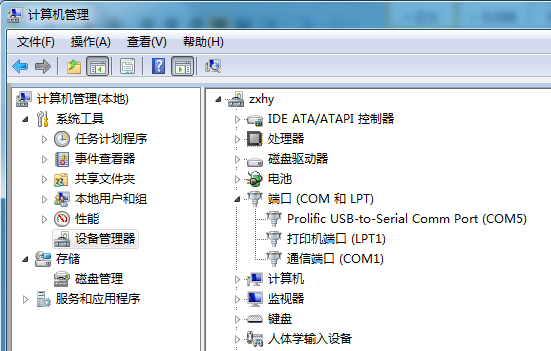 计算机管理
文件(F) 操作(A) 查看(V) 帮助(H)
计算机管理(本地)
系统工具
任务计划程序
事件查看器
共享文件夹
本地用户和组
性能
设备管理器
存储
磁盘管理
服务和应用程序
zxhy
IDE ATA/ATAPI 控制器
处理器
磁盘驱动器
电池
端口 (COM 和 LPT)
Prolific USB-to-Serial Comm Port (COM5)
打印机端口 (LPT1)
通信端口 (COM1)
计算机
监视器
键盘
人体学输入设备